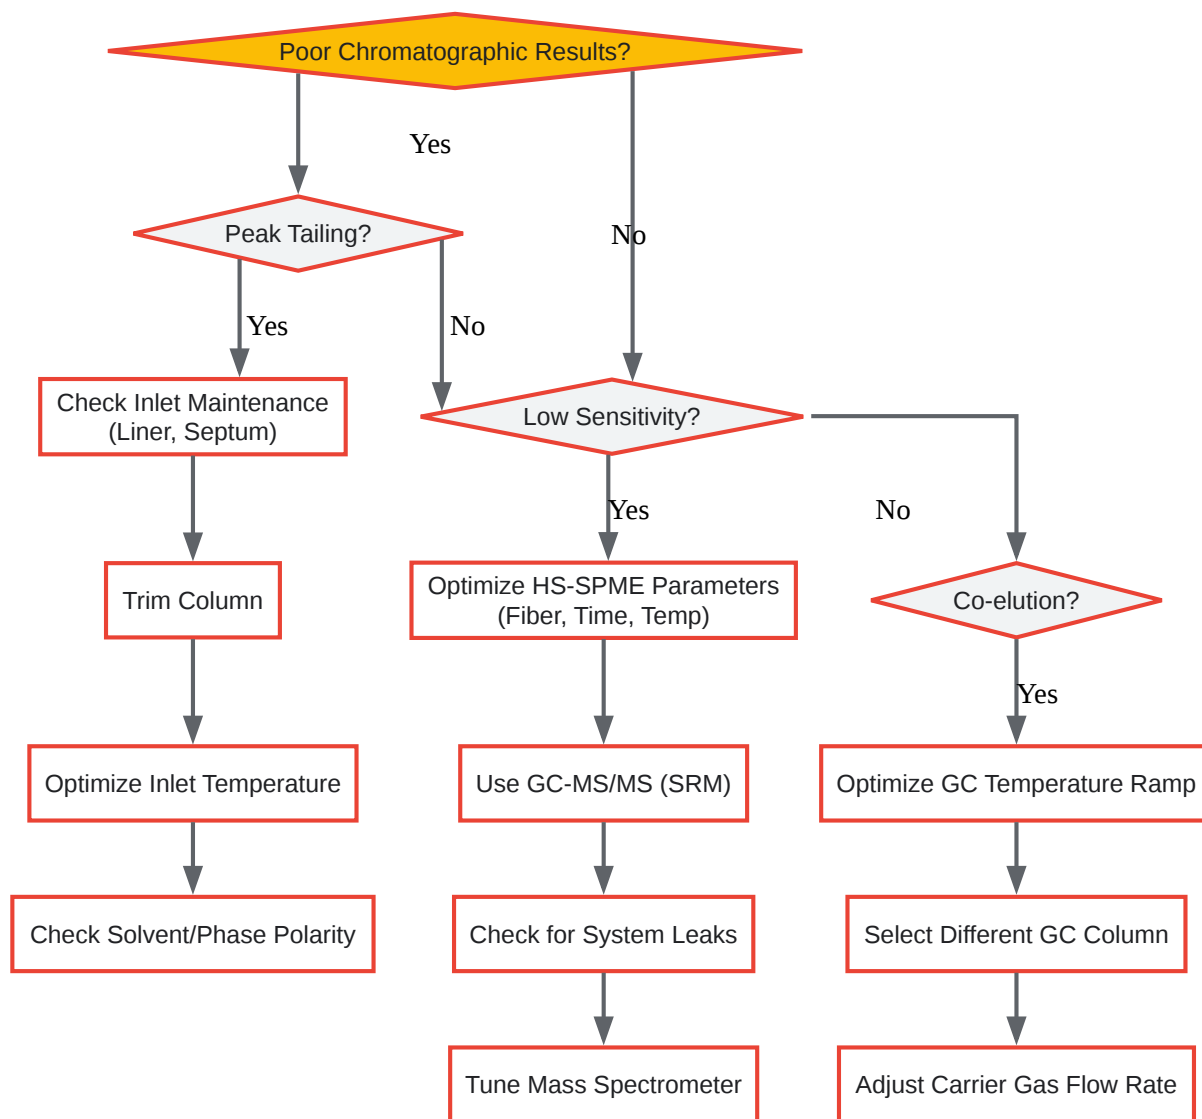 Poor Chromatographic Results?
Yes
Peak Tailing?
No
Yes
No
Check Inlet Maintenance
(Liner, Septum)
Low Sensitivity?
Yes
No
Trim Column
Optimize HS-SPME Parameters
(Fiber, Time, Temp)
Co-elution?
Yes
Optimize Inlet Temperature
Use GC-MS/MS (SRM)
Optimize GC Temperature Ramp
Check Solvent/Phase Polarity
Check for System Leaks
Select Different GC Column
Tune Mass Spectrometer
Adjust Carrier Gas Flow Rate